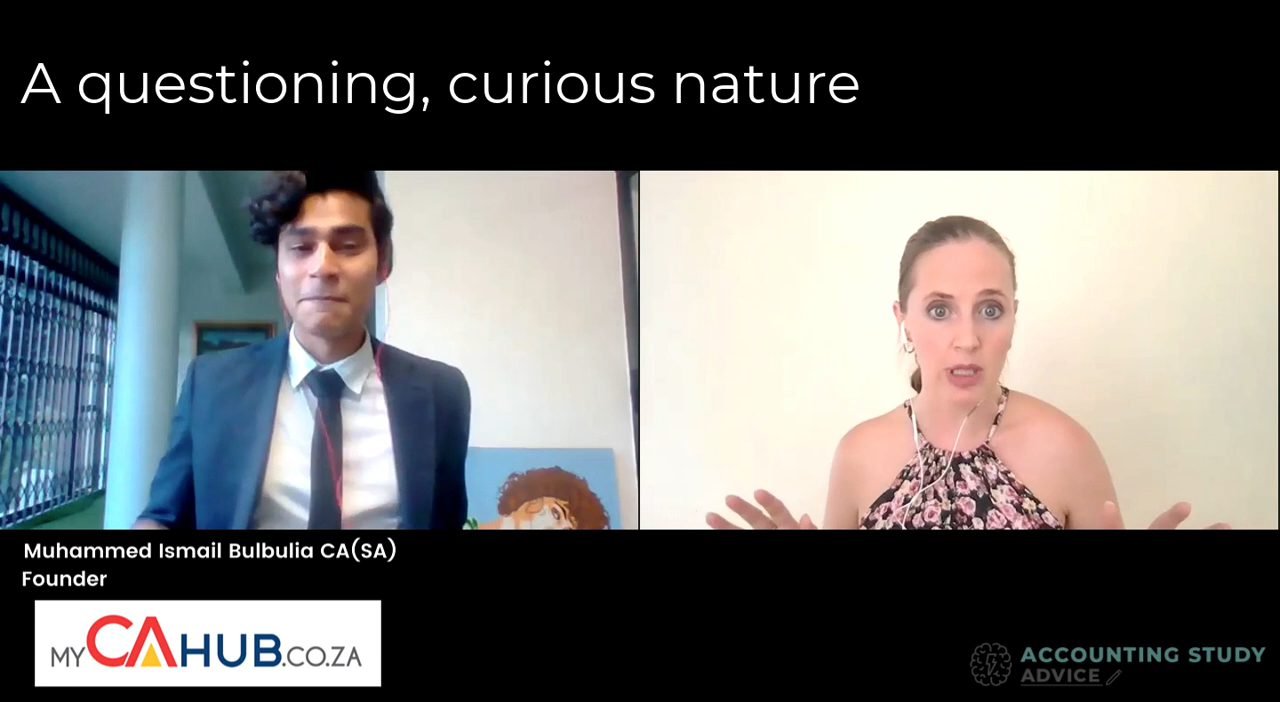 A questioning, curious nature
Muhammed Ismail Bulbulia CA(SA)
Founder
MYCAHUB.CO.ZA
ACCOUNTING STUDY
ADVICE